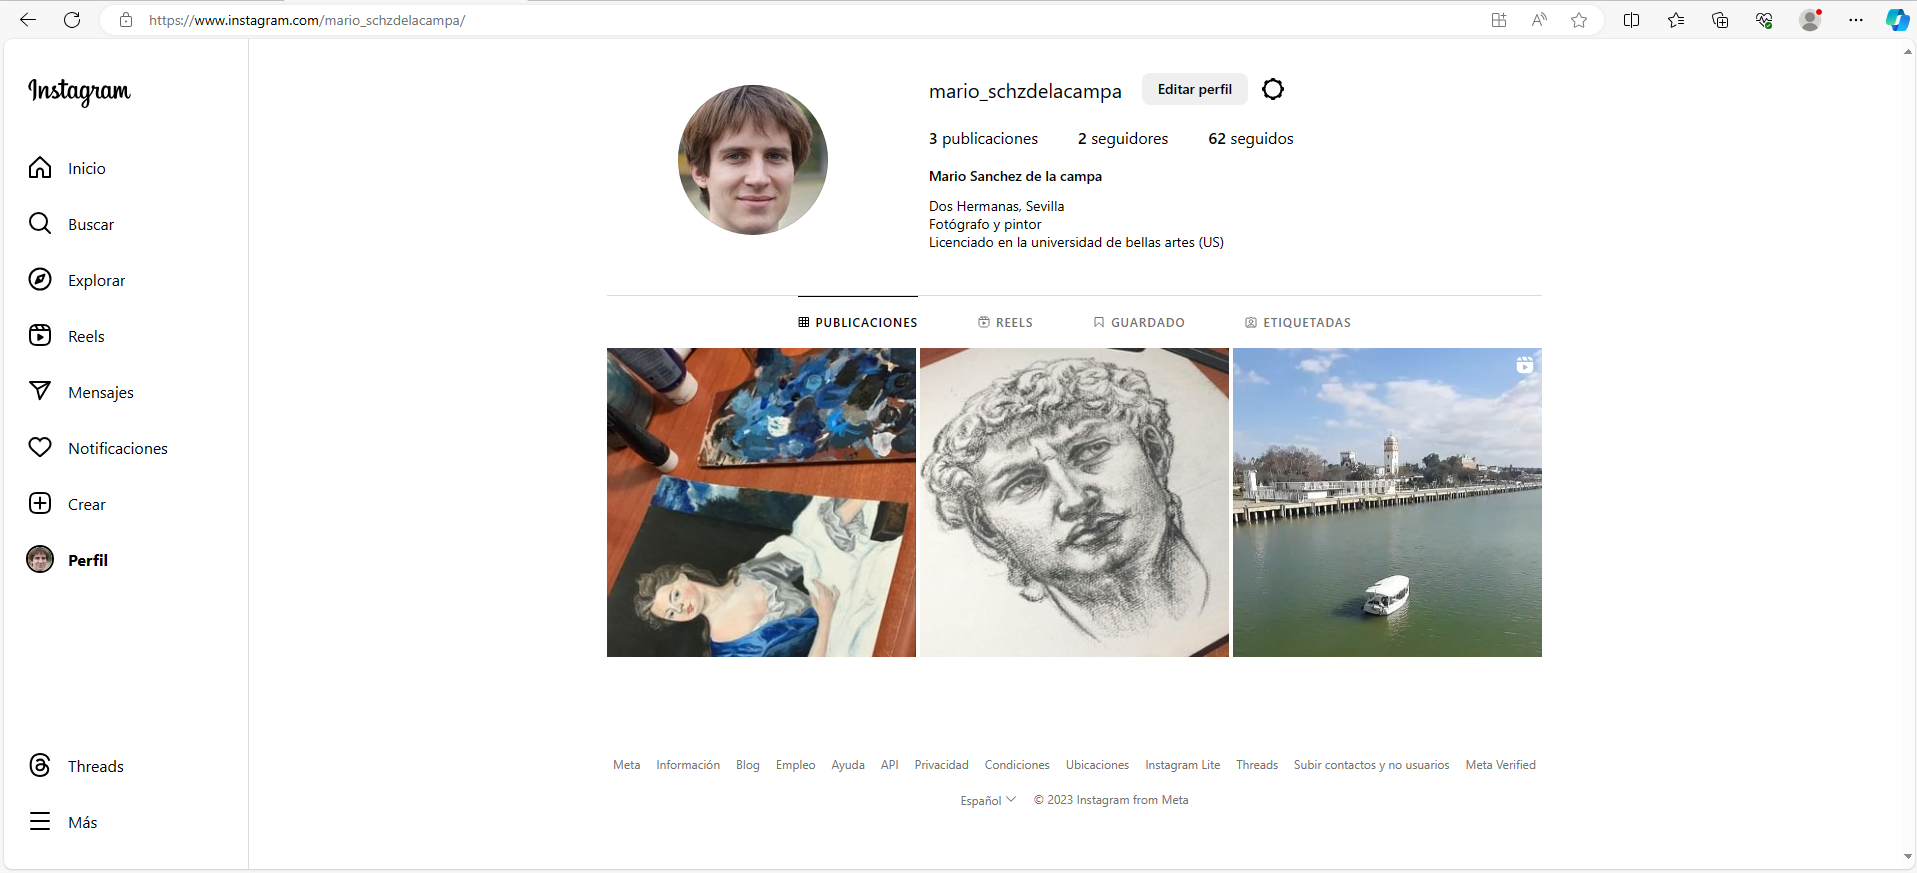 https://www.instagram.com/mario_schzdelacampa/
Instagram
Inicio
Buscar
Explorar
Reels
Mensajes
Notificaciones
Crear
Perfil
Threads
Más
mario_schzdelacampa Editar perfil
3 publicaciones 2 seguidores 62 seguidos
Mario Sanchez de la campa
Dos Hermanas, Sevilla
Fotógrafo y pintor
Licenciado en la universidad de bellas artes (US)
PUBLICACIONES REELS GUARDADO ETIQUETADAS
Meta Información Blog Empleo Ayuda API Privacidad Condiciones Ubicaciones Instagram Lite Threads Subir contactos y no usuarios Meta Verified
Español © 2023 Instagram from Meta